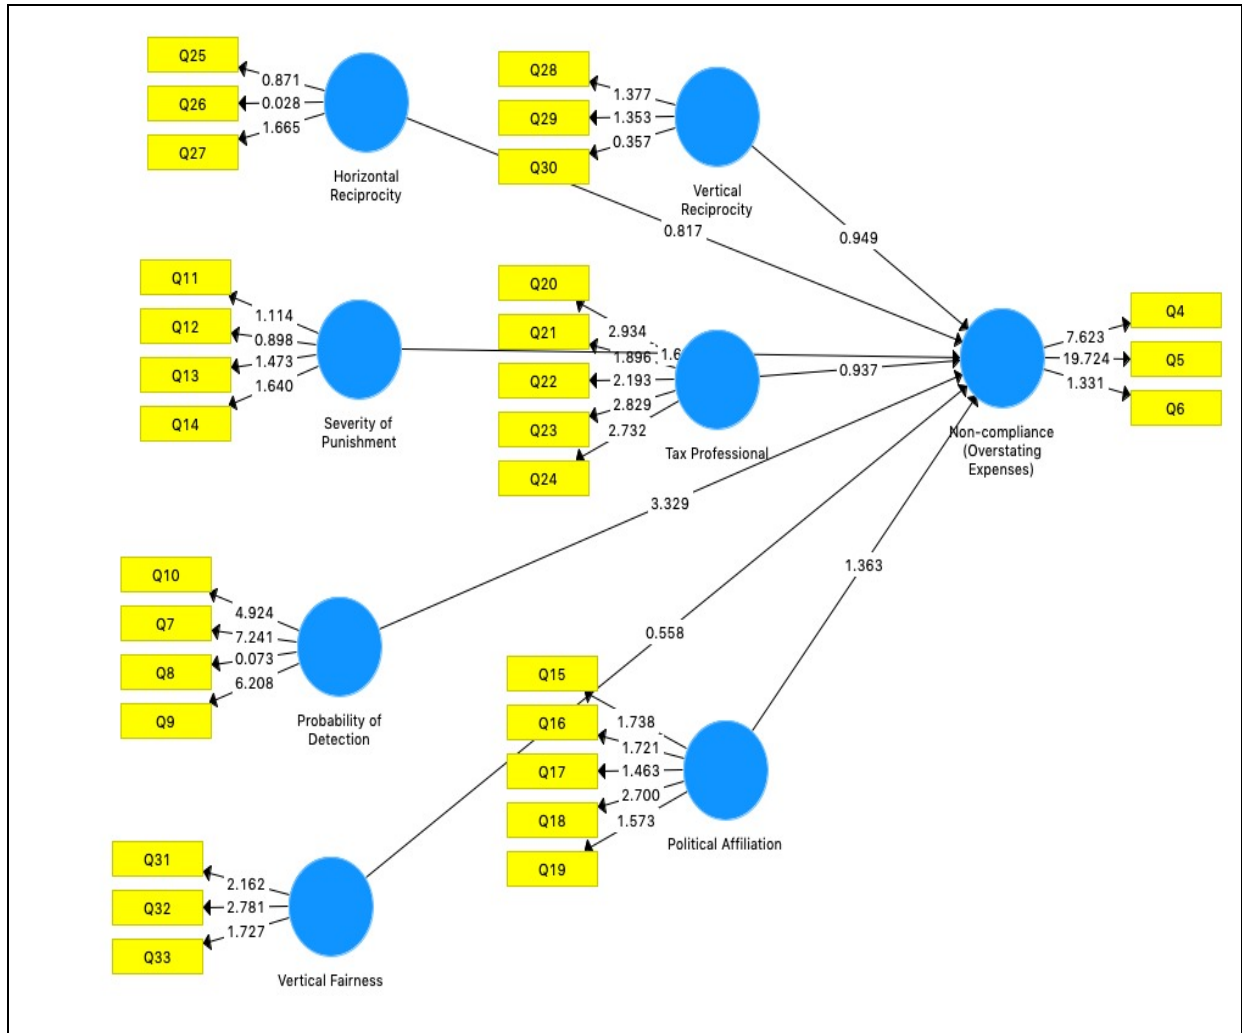 Q25
Q26
Q27
0.871
0.028
1.665
Horizontal
Reciprocity
Q28
Q29
Q30
1.377
1.353
0.357
Vertical
Reciprocity
0.817
0.949
Q11
Q12
Q13
Q14
1.114
0.898
1.473
1.640
Severity of
Punishment
Q20
Q21
Q22
Q23
Q24
2.934
1.896
2.193
2.829
2.732
1.6
Tax Professional
0.937
Q4
Q5
Q6
7.623
19.724
1.331
Non-compliance
(Overstating
Expenses)
3.329
Q10
Q7
Q8
Q9
4.924
7.241
0.073
6.208
Probability of
Detection
0.558
1.363
Q15
Q16
Q17
Q18
Q19
1.738
1.721
1.463
2.700
1.573
Political Affiliation
Q31
Q32
Q33
2.162
2.781
1.727
Vertical Fairness